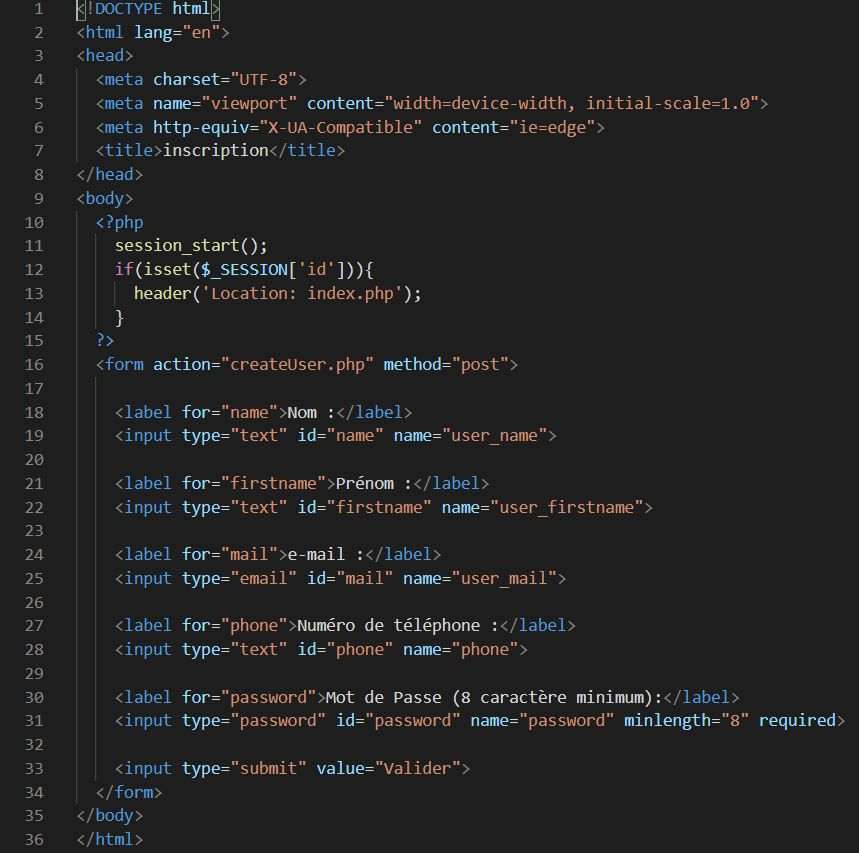 1 <!DOCTYPE html>
2 <html lang="en">
3 <head>
4   <meta charset="UTF-8">
5   <meta name="viewport" content="width=device-width, initial-scale=1.0">
6   <meta http-equiv="X-UA-Compatible" content="ie=edge">
7   <title>inscription</title>
8 </head>
9 <body>
10   <?php
11     session_start();
12     if(isset($_SESSION['id'])){
13       header('Location: index.php');
14     }
15   ?>
16   <form action="createUser.php" method="post">
17
18     <label for="name">Nom :</label>
19     <input type="text" id="name" name="user_name">
20
21     <label for="firstname">Prénom :</label>
22     <input type="text" id="firstname" name="user_firstname">
23
24     <label for="mail">e-mail :</label>
25     <input type="email" id="mail" name="user_mail">
26
27     <label for="phone">Numéro de téléphone :</label>
28     <input type="text" id="phone" name="phone">
29
30     <label for="password">Mot de Passe (8 caractère minimum):</label>
31     <input type="password" id="password" name="password" minlength="8" required>
32
33     <input type="submit" value="Valider">
34   </form>
35 </body>
36 </html>